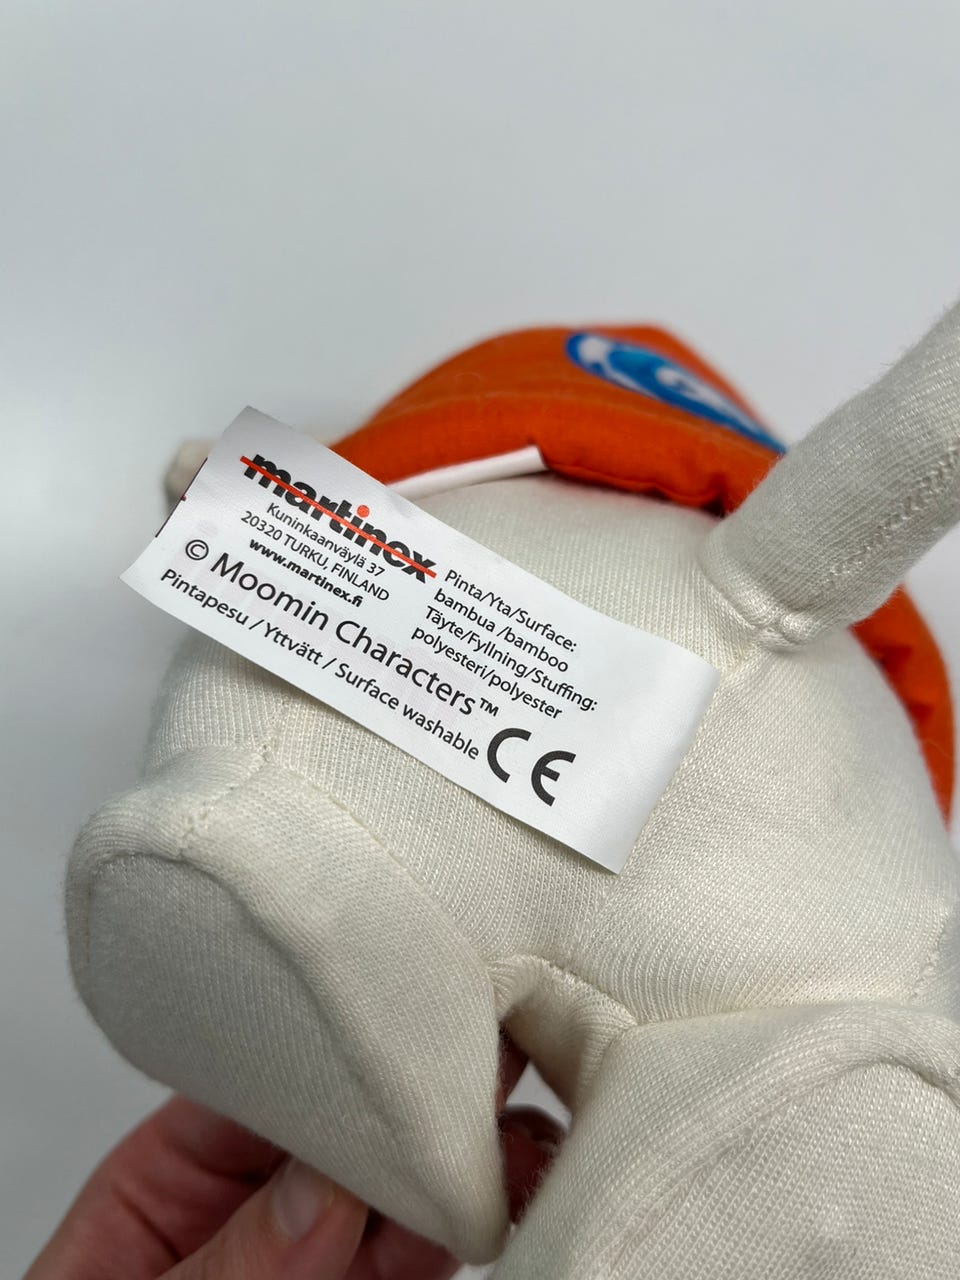 martinex
Kuninkaanväylä 37
20320 TURKU, FINLAND
www.martinex.fi
© Moomin Characters™
Pintapesu / Yttvätt / Surface washable
Pinta/Yta/Surface:
bambua /bamboo
Täyte/Fyllning/Stuffing:
polyesteri/polyester
CE